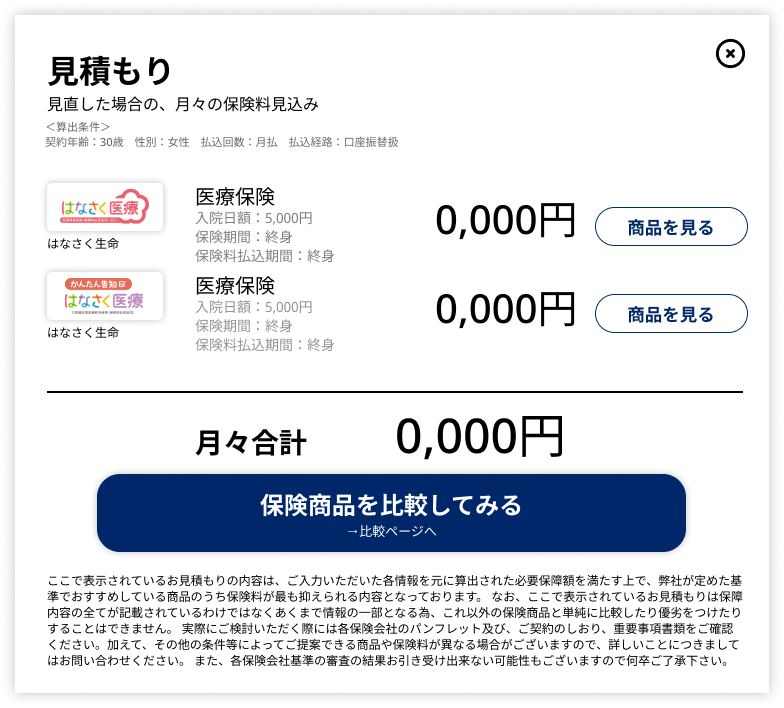 見積もり
見直した場合の、月々の保険料見込み
＜算出条件＞
契約年齢：30歳　性別：女性　払込回数：月払　払込経路：口座振替扱
はなさく医療
はなさく生命
医療保険
入院日額：5,000円
保険期間：終身
保険料払込期間：終身
0,000円
商品を見る
かんたん告知
はなさく医療
はなさく生命
医療保険
入院日額：5,000円
保険期間：終身
保険料払込期間：終身
0,000円
商品を見る
月々合計
0,000円
保険商品を比較してみる
→比較ページへ
ここで表示されているお見積もりの内容は、ご入力いただいた各情報を元に算出された必要保障額を満たす上で、弊社が定めた基
準でおすすめしている商品のうち保険料が最も抑えられる内容となっております。 なお、ここで表示されているお見積もりは保障
内容の全てが記載されているわけではなくあくまで情報の一部となる為、これ以外の保険商品と単純に比較したり優劣をつけたり
することはできません。 実際にご検討いただく際には各保険会社のパンフレット及び、ご契約のしおり、重要事項書類をご確認
ください。加えて、その他の条件等によってご提案できる商品や保険料が異なる場合がございますので、詳しいことにつきまして
はお問い合わせください。 また、各保険会社基準の審査の結果お引き受け出来ない可能性もございますので何卒ご了承下さい。